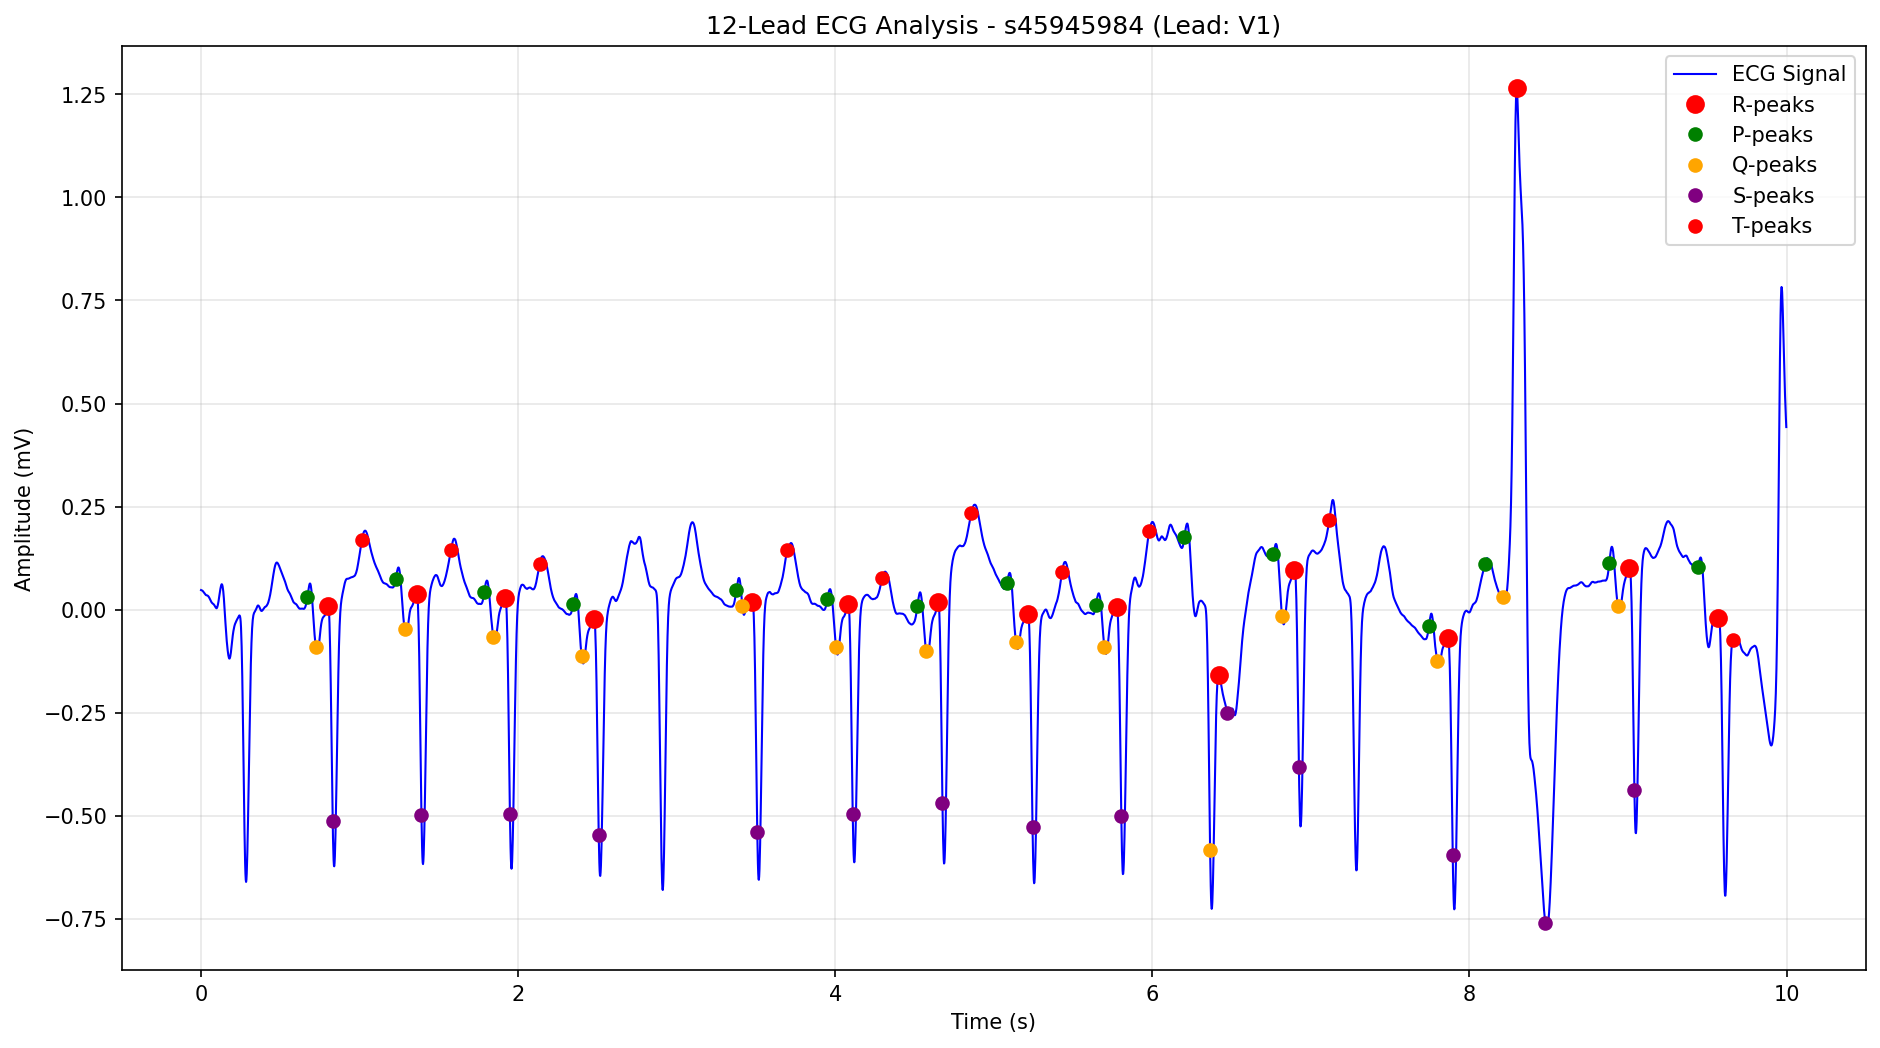 12-Lead ECG Analysis - s45945984 (Lead: V1)
ECG Signal
R-peaks
P-peaks
Q-peaks
S-peaks
T-peaks
Amplitude (mV)
1.25
1.00
0.75
0.50
0.25
0.00
−0.25
−0.50
−0.75
0 2 4 6 8 10
Time (s)